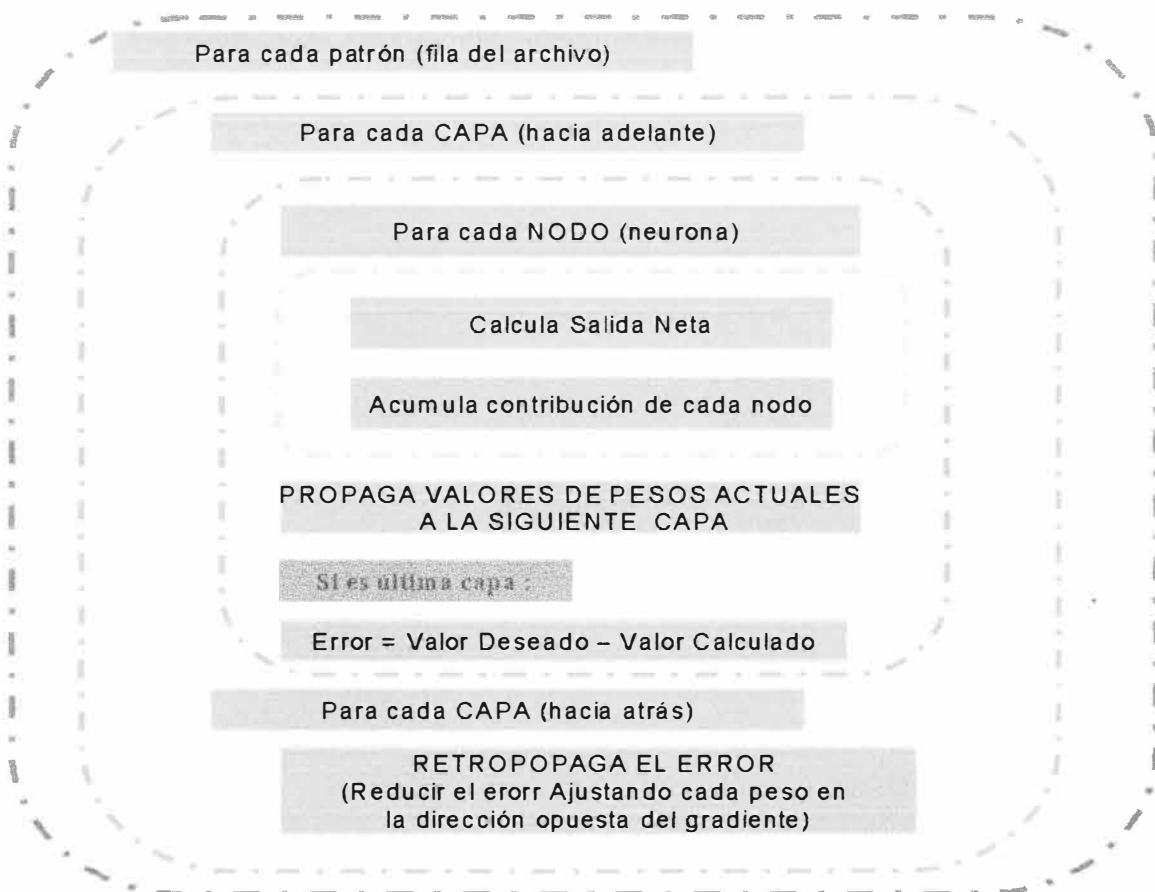 Para cada patrón (fila del archivo)
Para cada CAPA (hacia adelante)
Para cada NODO (neurona)
Calcula Salida Neta
Acumula contribución de cada nodo
PROPAGA VALORES DE PESOS ACTUALES
A LA SIGUIENTE CAPA
Si es ultima capa :
Error = Valor Deseado – Valor Calculado
Para cada CAPA (hacia atrás)
RETROPOPAGA EL ERROR
(Reducir el erorr Ajustando cada peso en
la dirección opuesta del gradiente)